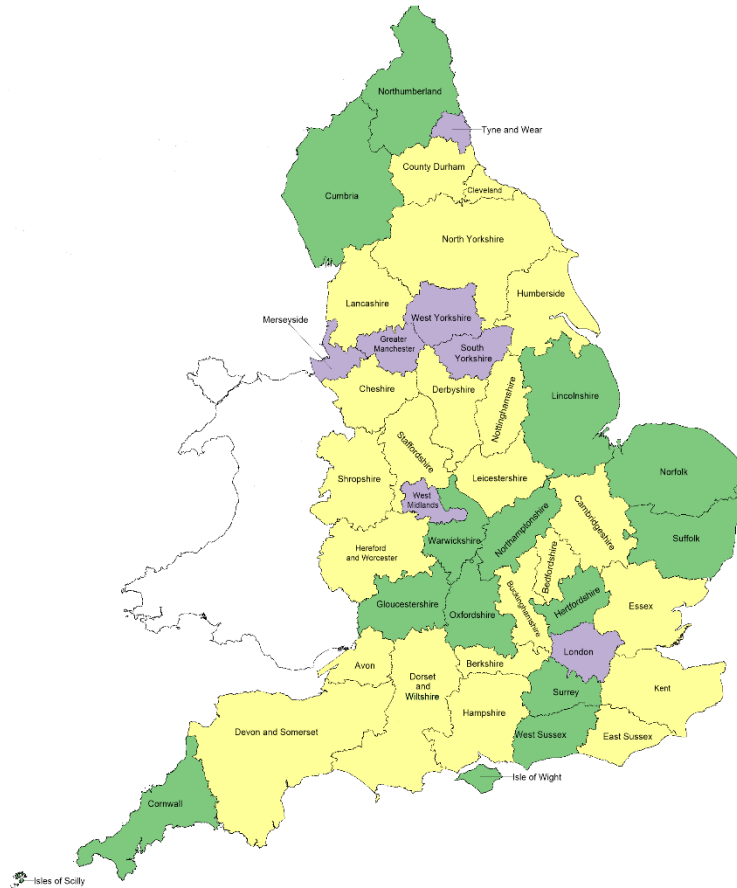 Northumberland
Tyne and Wear
County Durham
Cleveland
Cumbria
North Yorkshire
Humberside
Lancashire
West Yorkshire
Merseyside
Greater
Manchester
South
Yorkshire
Cheshire
Derbyshire
Nottinghamshire
Lincolnshire
Staffordshire
Shropshire
Leicestershire
Norfolk
West
Midlands
Cambridgeshire
Northamptonshire
Suffolk
Warwickshire
Hereford
and Worcester
Bedfordshire
Buckinghamshire
Hertfordshire
Gloucestershire
Oxfordshire
Essex
London
Avon
Berkshire
Dorset
and
Wiltshire
Surrey
Kent
Hampshire
Devon and Somerset
West Sussex
East Sussex
Isle of Wight
Cornwall
Isles of Scilly